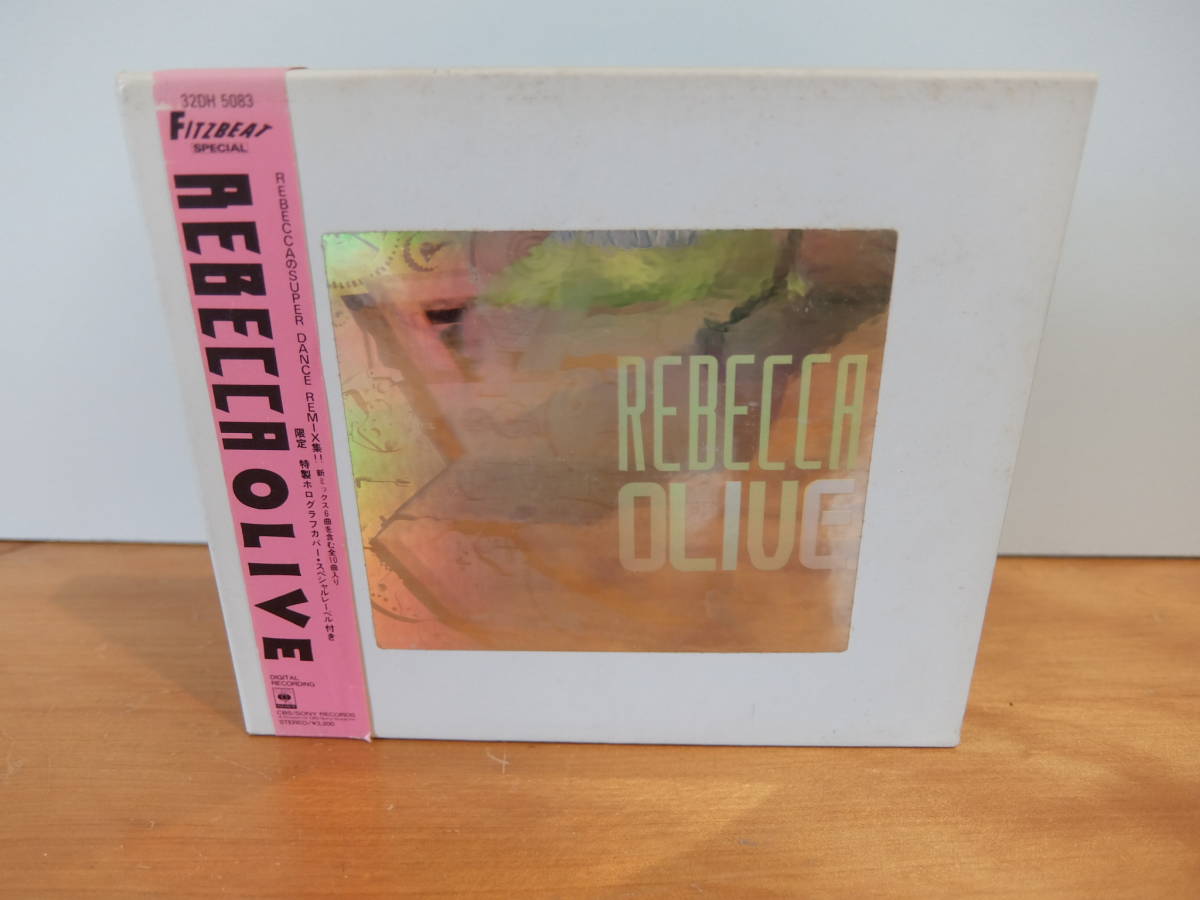 32DH 5083
FITZBEAT
SPECIAL
REBECCA OLIVE
REBECCAのSUPER DANCE REMIX集!! 新ミックス6曲を含む全10曲入り
限定 特製ホログラフカバー・スペシャルレーベル付き
DIGITAL
RECORDING
CBS/SONY RECORDS
STEREO/¥3,200
REBECCA
OLIVE